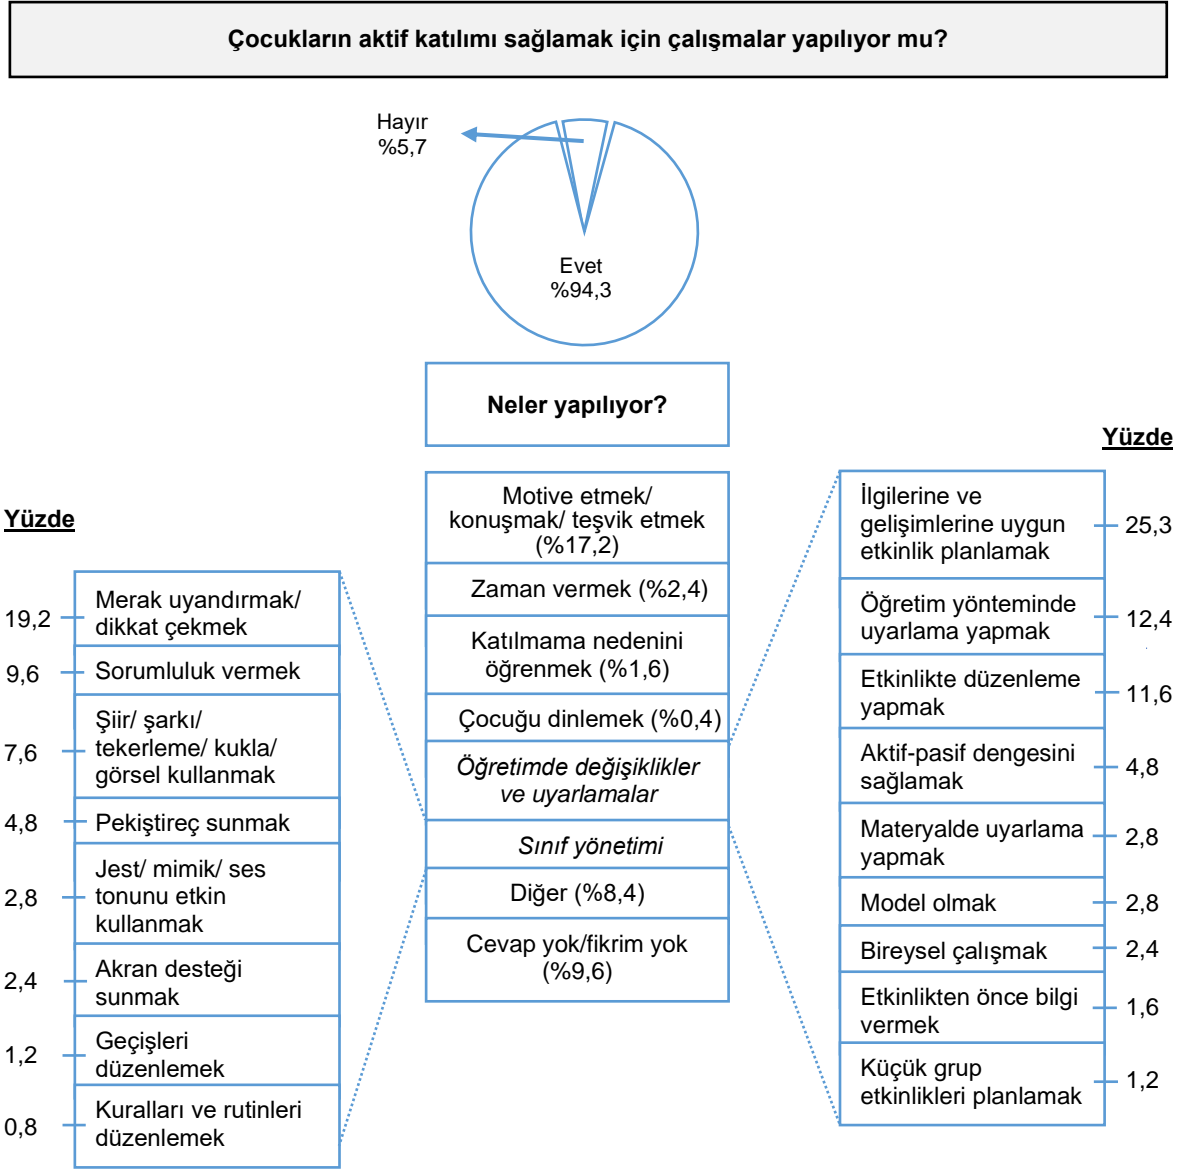 Çocukların aktif katılımı sağlamak için çalışmalar yapılıyor mu?
Hayır
%5,7
Evet
%94,3
Neler yapılıyor?
Motive etmek/
konuşmak/ teşvik etmek
(%17,2)
Zaman vermek (%2,4)
Katılmama nedenini
öğrenmek (%1,6)
Çocuğu dinlemek (%0,4)
Öğretimde değişiklikler
ve uyarlamalar
Sınıf yönetimi
Diğer (%8,4)
Cevap yok/fikrim yok
(%9,6)
Yüzde
Merak uyandırmak/
dikkat çekmek
19,2
Sorumluluk vermek
9,6
Şiir/ şarkı/
tekerleme/ kukla/
görsel kullanmak
7,6
Pekiştireç sunmak
4,8
Jest/ mimik/ ses
tonunu etkin
kullanmak
2,8
Akran desteği
sunmak
2,4
Geçişleri
düzenlemek
1,2
Kuralları ve rutinleri
düzenlemek
0,8
Yüzde
İlgilerine ve
gelişimlerine uygun
etkinlik planlamak
25,3
Öğretim yönteminde
uyarlama yapmak
12,4
Etkinlikte düzenleme
yapmak
11,6
Aktif-pasif dengesini
sağlamak
4,8
Materyalde uyarlama
yapmak
2,8
Model olmak
2,8
Bireysel çalışmak
2,4
Etkinlikten önce bilgi
vermek
1,6
Küçük grup
etkinlikleri planlamak
1,2